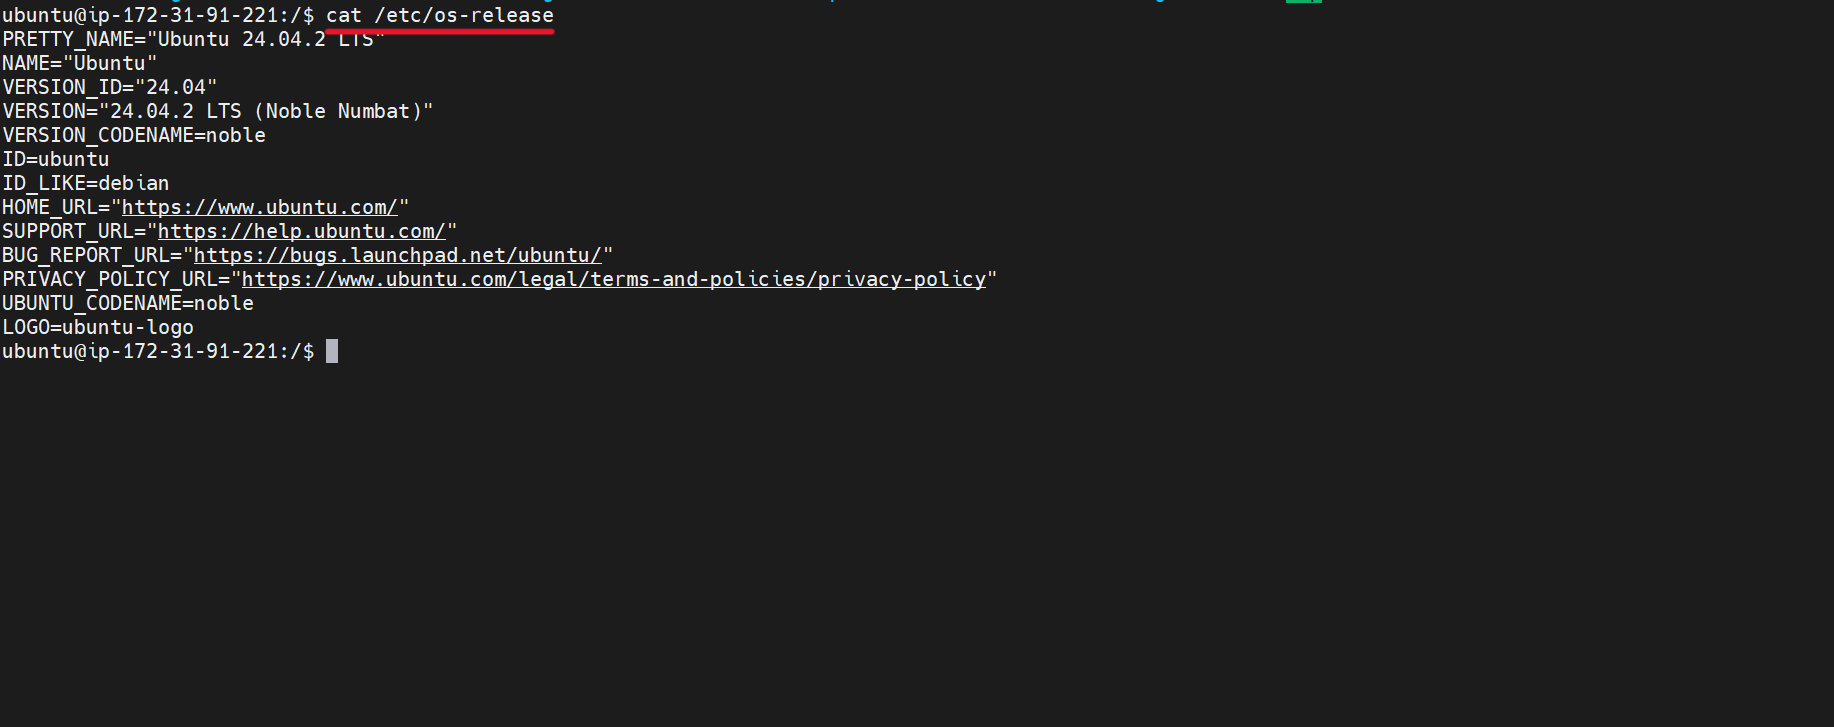 ubuntu@ip-172-31-91-221:/$ cat /etc/os-release
PRETTY_NAME="Ubuntu 24.04.2 LTS"
NAME="Ubuntu"
VERSION_ID="24.04"
VERSION="24.04.2 LTS (Noble Numbat)"
VERSION_CODENAME=noble
ID=ubuntu
ID_LIKE=debian
HOME_URL="https://www.ubuntu.com/"
SUPPORT_URL="https://help.ubuntu.com/"
BUG_REPORT_URL="https://bugs.launchpad.net/ubuntu/"
PRIVACY_POLICY_URL="https://www.ubuntu.com/legal/terms-and-policies/privacy-policy"
UBUNTU_CODENAME=noble
LOGO=ubuntu-logo
ubuntu@ip-172-31-91-221:/$